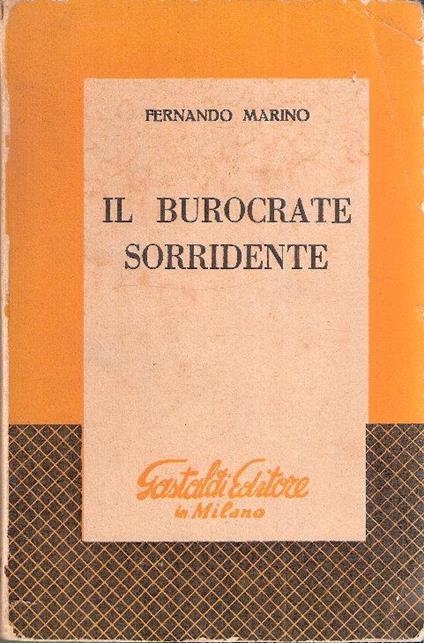 FERNANDO MARINO
IL BUROCRATE
SORRIDENTE
Gastaldi Editore
in Milano